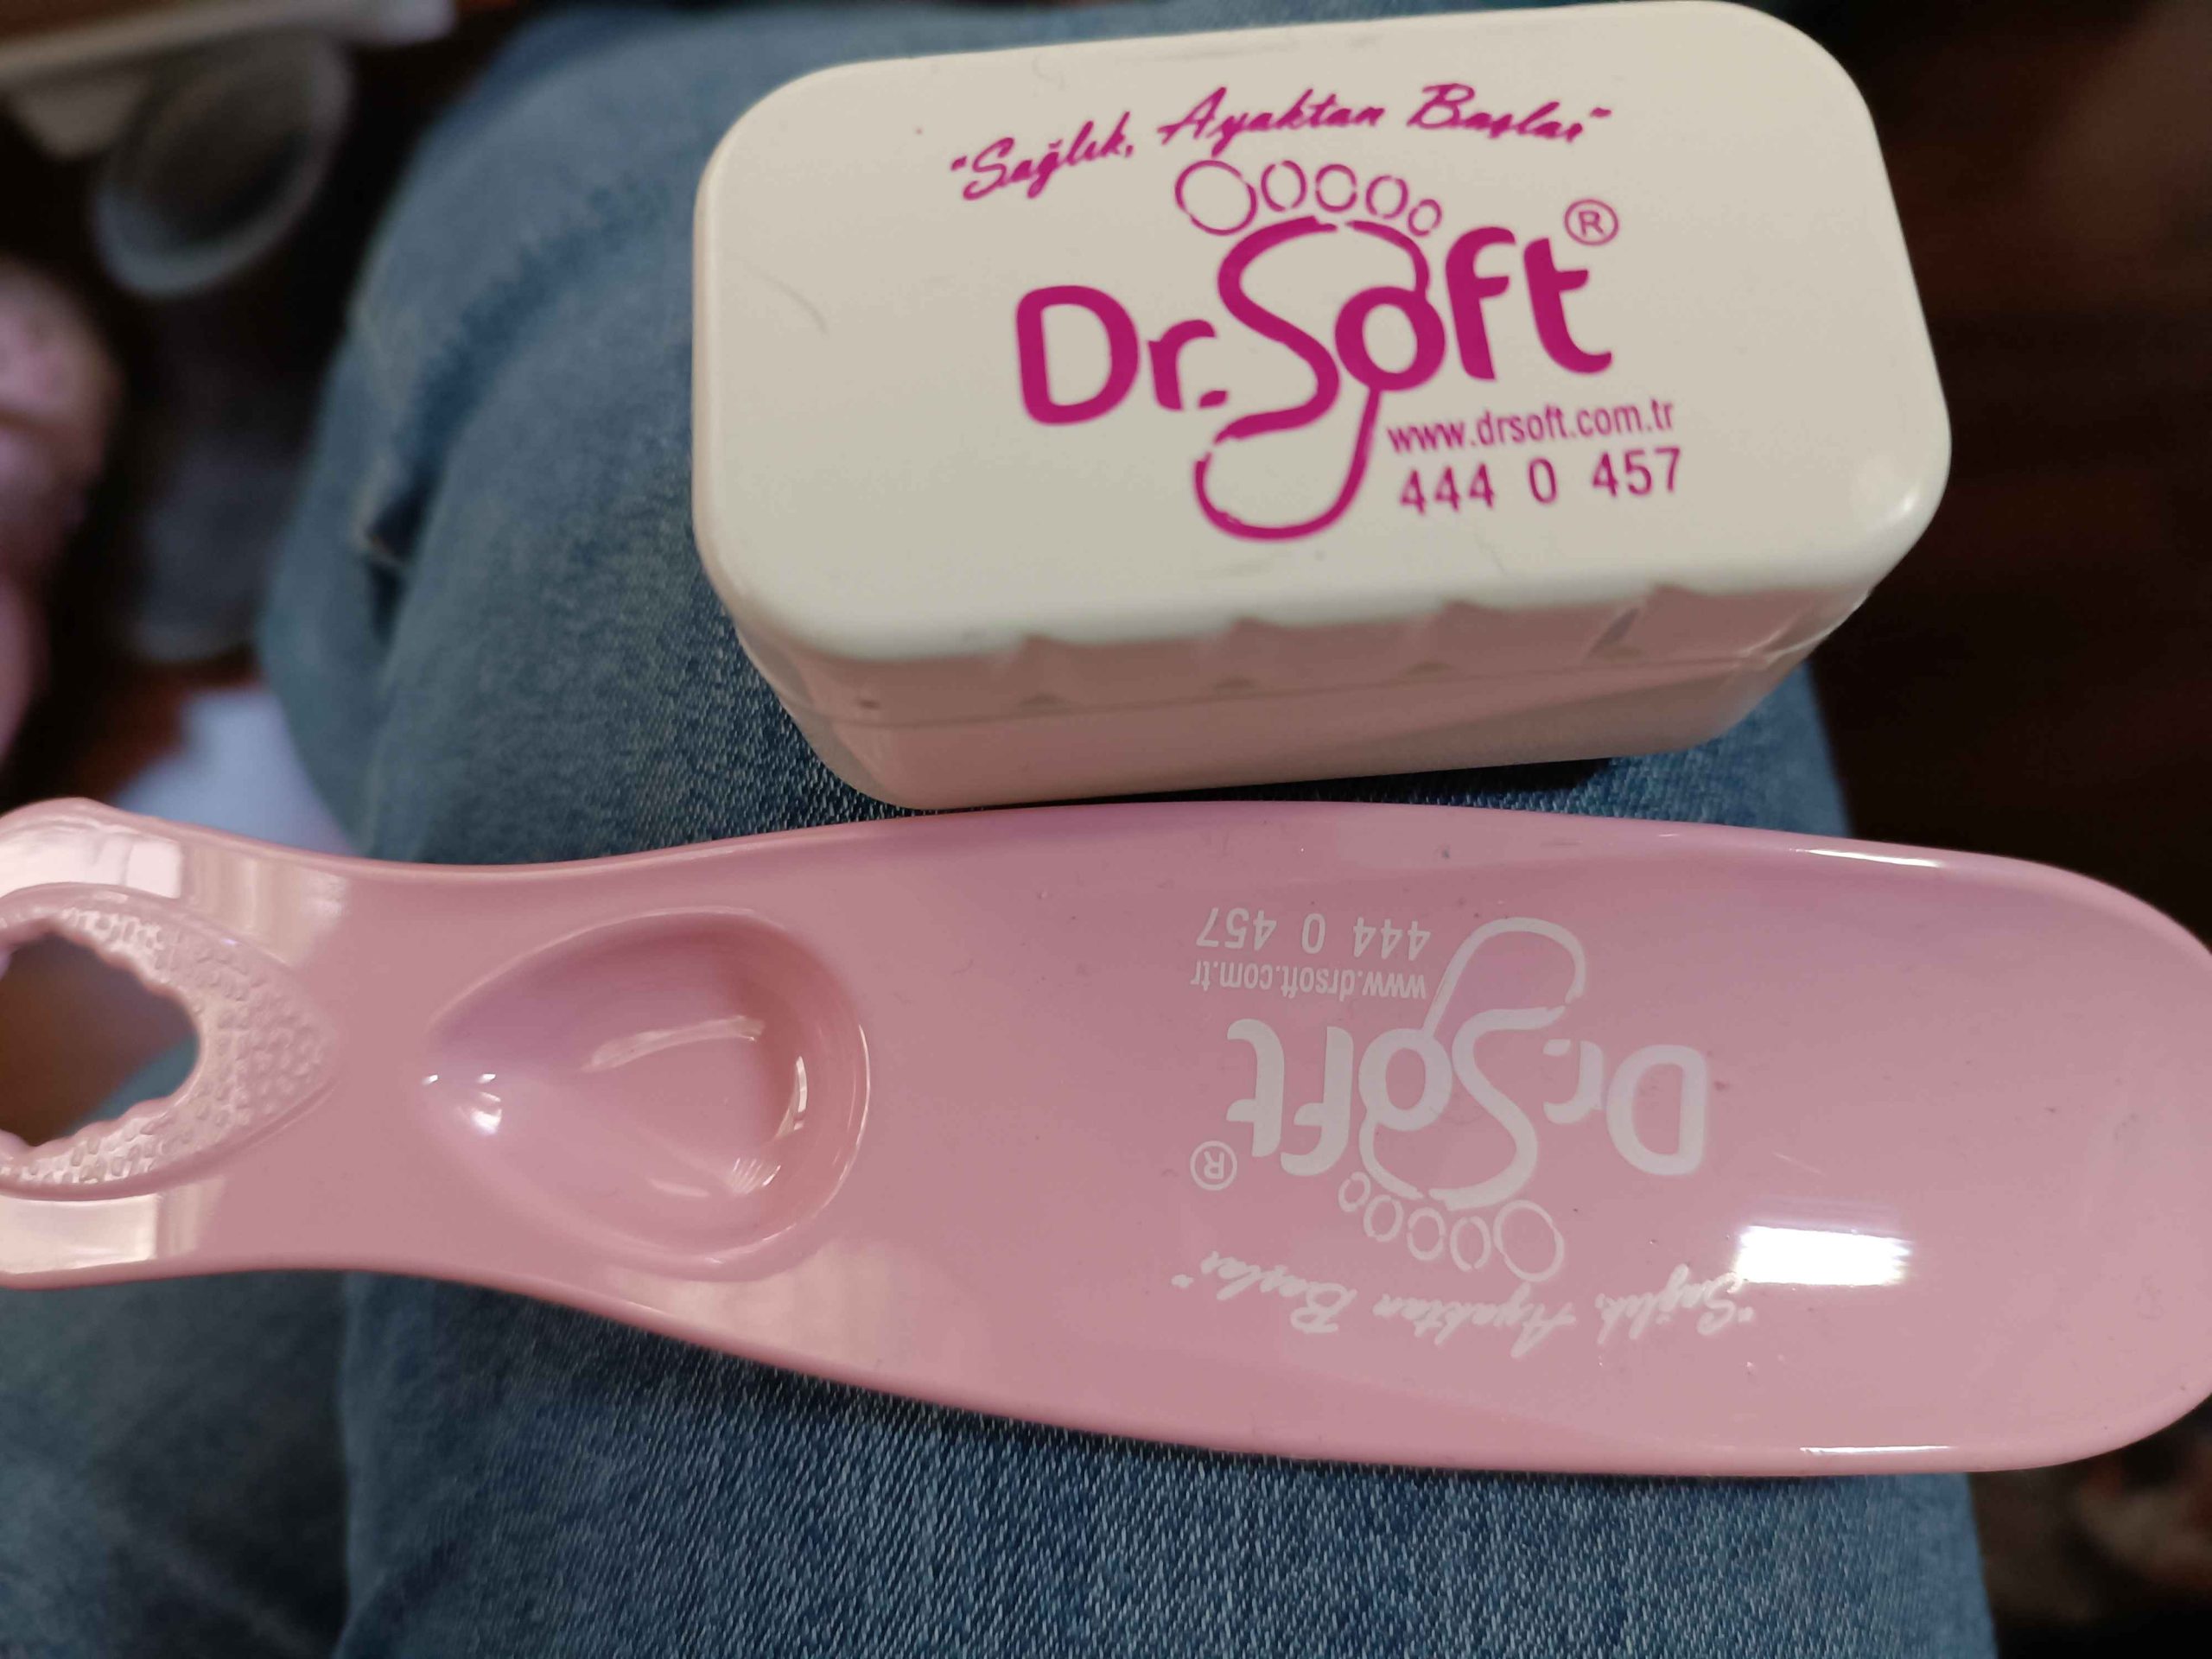 "Sağlık, Ayaktan Başlar"
Dr.Soft®
www.drsoft.com.tr
444 0 457
"Sağlık, Ayaktan Başlar"
Dr.Soft®
www.drsoft.com.tr
444 0 457